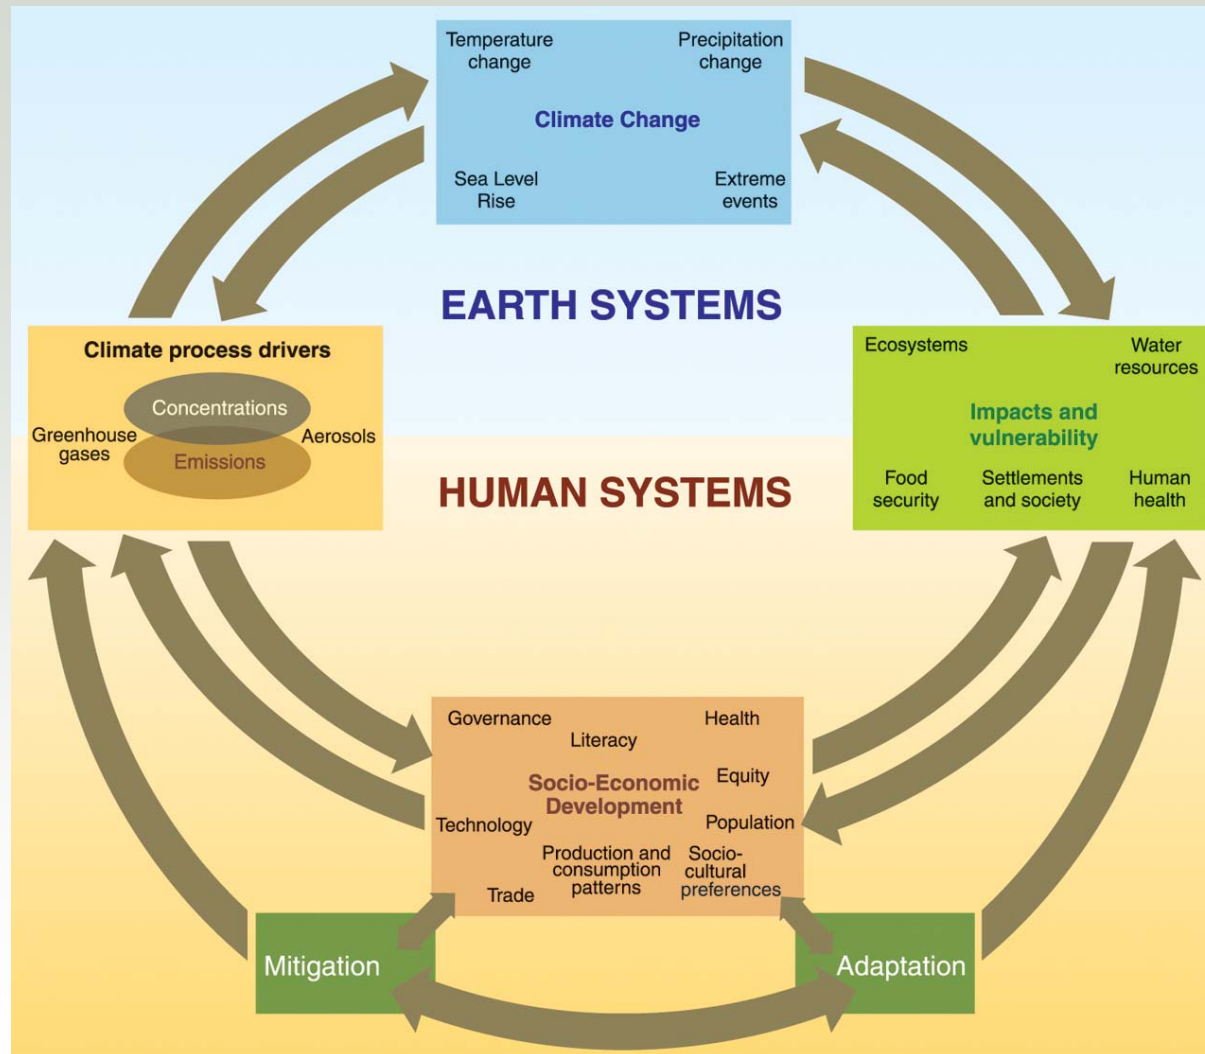 Temperature
change
Precipitation
change
Climate Change
Sea Level
Rise
Extreme
events
EARTH SYSTEMS
Climate process drivers
Concentrations
Greenhouse
gases
Aerosols
Emissions
Ecosystems
Water
resources
Impacts and
vulnerability
Food
security
Settlements
and society
Human
health
HUMAN SYSTEMS
Governance
Literacy
Health
Socio-Economic
Development
Equity
Technology
Population
Production and
consumption
patterns
Socio-
cultural
preferences
Trade
Mitigation
Adaptation